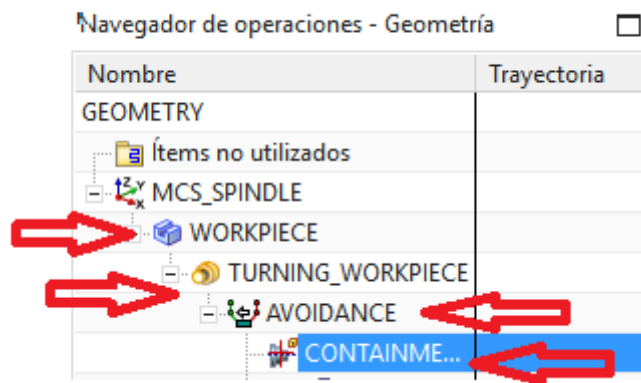 Navegador de operaciones - Geometría
Nombre Trayectoria
GEOMETRY
Ítems no utilizados
MCS_SPINDLE
WORKPIECE
TURNING_WORKPIECE
AVOIDANCE
CONTAINME...